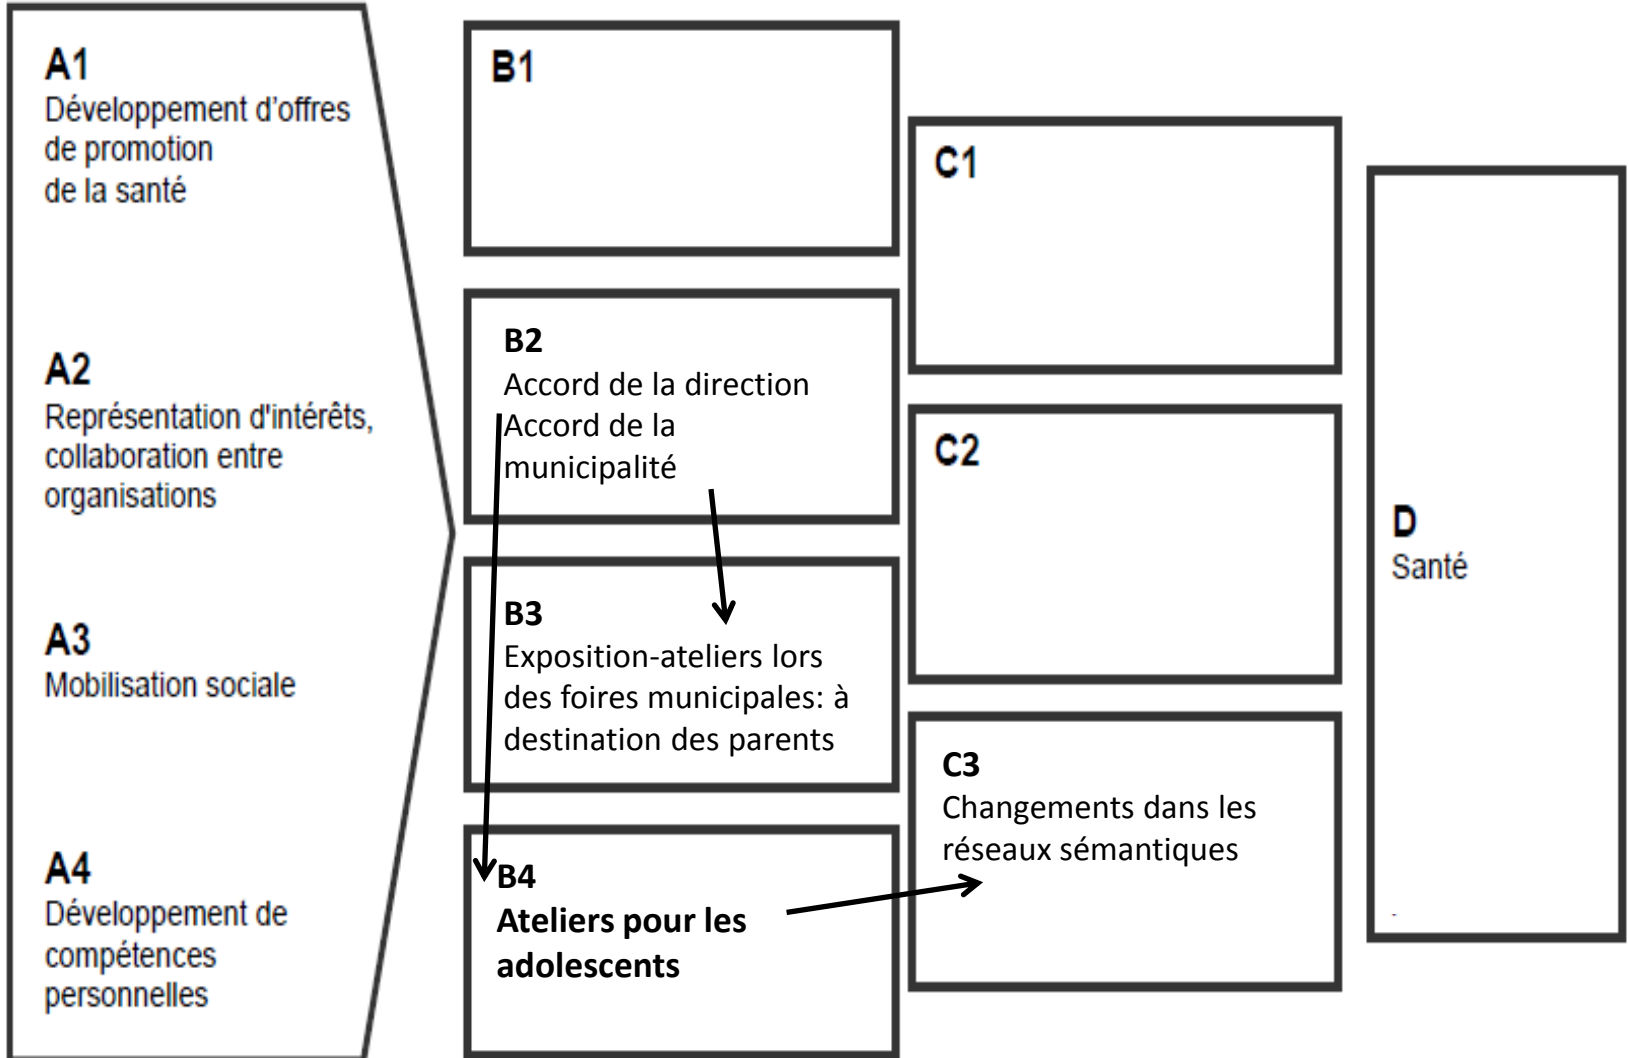 A1
Développement d'offres
de promotion
de la santé
A2
Représentation d'intérêts,
collaboration entre
organisations
A3
Mobilisation sociale
A4
Développement de
compétences
personnelles
B1
B2
Accord de la direction
Accord de la
municipalité
B3
Exposition-ateliers lors
des foires municipales: à
destination des parents
B4
Ateliers pour les
adolescents
C1
C2
C3
Changements dans les
réseaux sémantiques
D
Santé